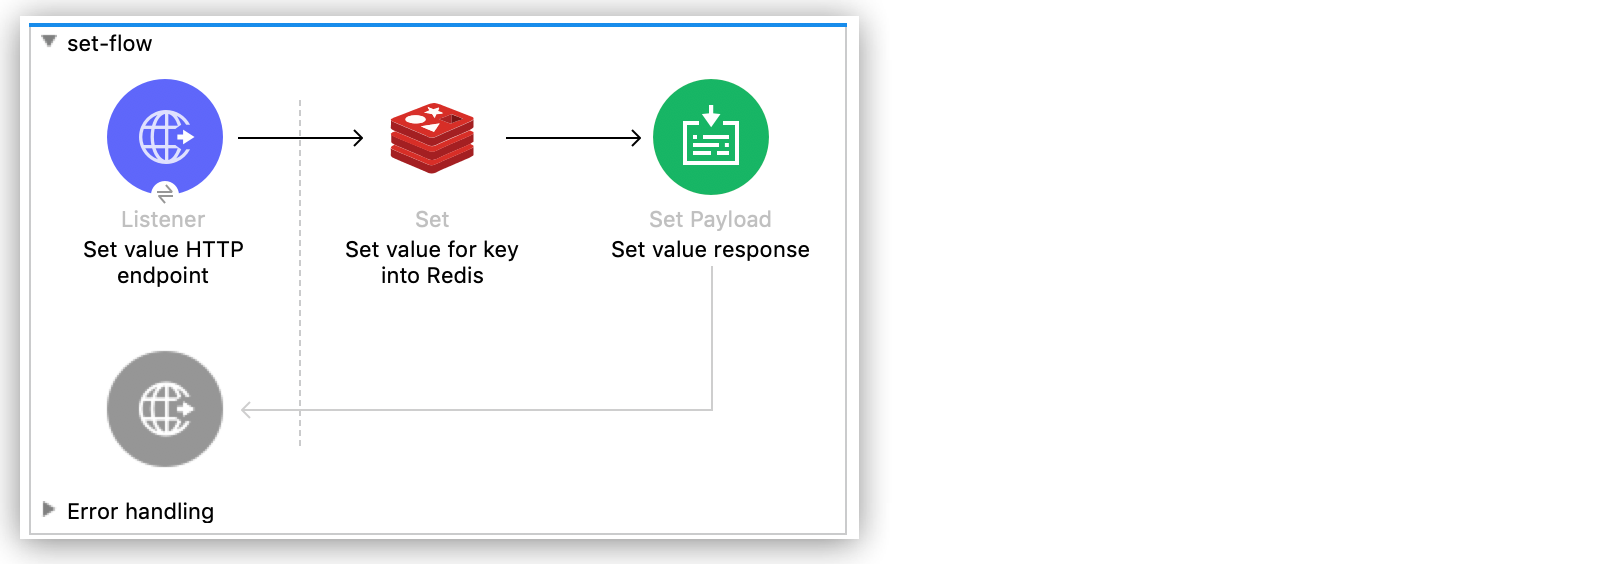 set-flow
Listener
Set value HTTP
endpoint
Set
Set value for key
into Redis
Set Payload
Set value response
Error handling